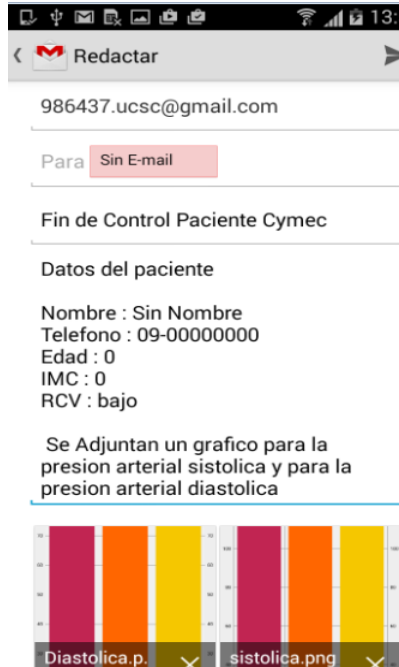 13:
Redactar
986437.ucsc@gmail.com
Para Sin E-mail
Fin de Control Paciente Cymec
Datos del paciente
Nombre : Sin Nombre
Telefono : 09-00000000
Edad : 0
IMC : 0
RCV : bajo
Se Adjuntan un grafico para la
presion arterial sistolica y para la
presion arterial diastolica
Diastolica.p.
sistolica.png